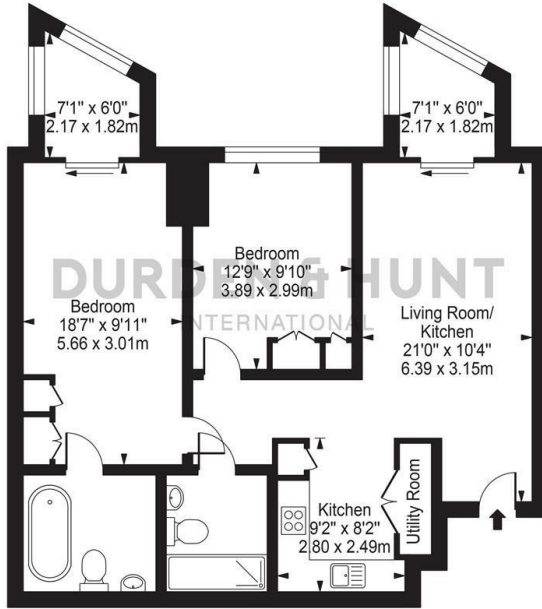 7'1" x 6'0"
2.17 x 1.82m
7'1" x 6'0"
2.17 x 1.82m
Bedroom
12'9" x 9'10"
3.89 x 2.99m
DURDEN & HUNT
INTERNATIONAL
Bedroom
18'7" x 9'11"
5.66 x 3.01m
Living Room/
Kitchen
21'0" x 10'4"
6.39 x 3.15m
Kitchen
9'2" x 8'2"
2.80 x 2.49m
Utility Room